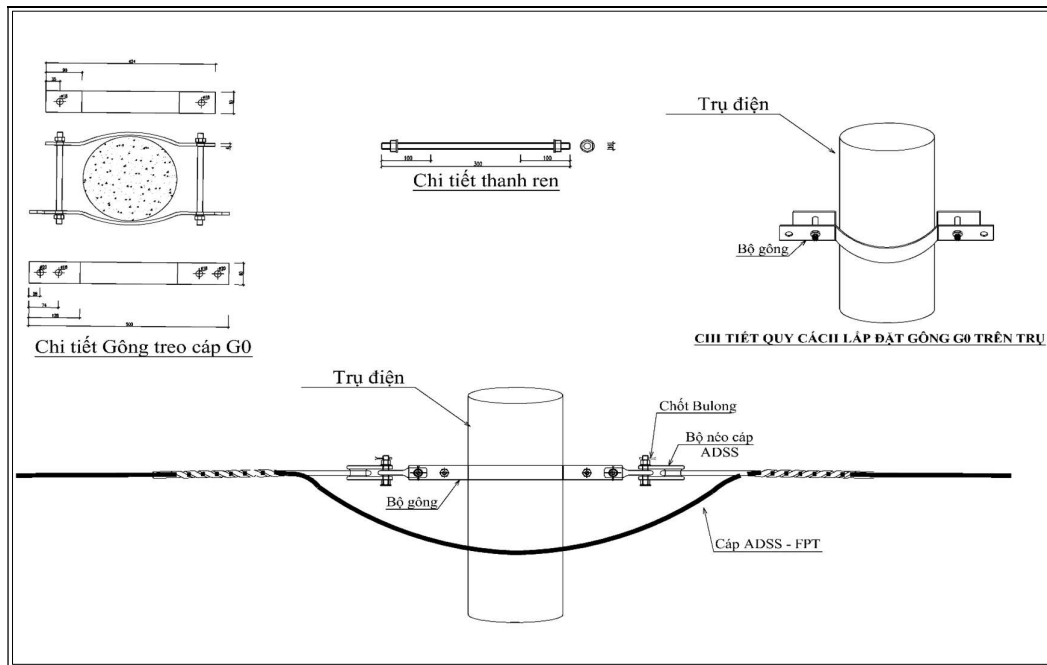 Trụ điện
Bộ gông
100
300
100
Chi tiết thanh ren
Chi tiết Gông treo cáp G0
CHI TIẾT QUY CÁCH LẮP ĐẶT GÔNG G0 TRÊN TRỤ
Trụ điện
Chốt Bulong
Bộ néo cáp
ADSS
Bộ gông
Cáp ADSS - FPT